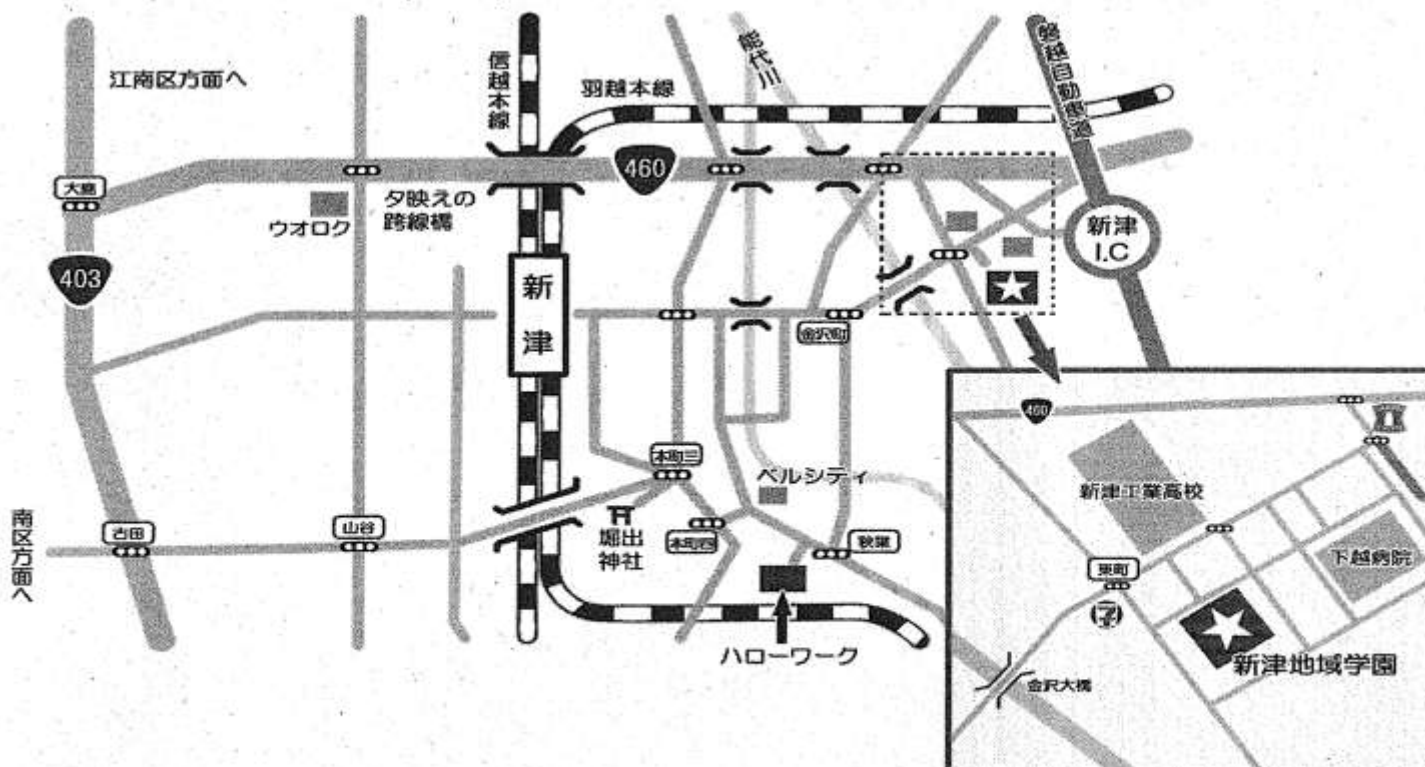 江南区方面へ
信越本線
羽越本線
能代川
磐越自動車道
460
大鹿
ウオロク
夕映えの
跨線橋
403
新津
I.C
新津
金沢町
本町三
ベルシティ
堀出
神社
本町四
秋葉
古田
山谷
南区方面へ
ハローワーク
460
新津工業高校
下越病院
東町
7
新津地域学園
金沢大橋